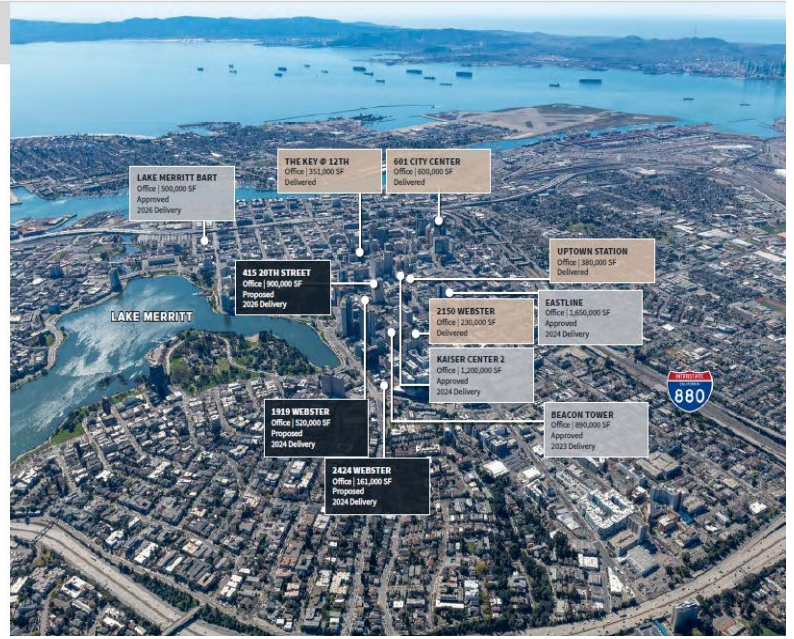 THE KEY @ 12TH
Office | 351,000 SF
Delivered
601 CITY CENTER
Office | 600,000 SF
Delivered
LAKE MERRITT BART
Office | 500,000 SF
Approved
2026 Delivery
UPTOWN STATION
Office | 380,000 SF
Delivered
415 20TH STREET
Office | 900,000 SF
Proposed
2026 Delivery
LAKE MERRITT
2150 WEBSTER
Office | 230,000 SF
Delivered
EASTLINE
Office | 1,650,000 SF
Approved
2024 Delivery
KAISER CENTER 2
Office | 1,200,000 SF
Approved
2024 Delivery
INTERSTATE
CALIFORNIA
880
1919 WEBSTER
Office | 520,000 SF
Proposed
2024 Delivery
BEACON TOWER
Office | 890,000 SF
Approved
2023 Delivery
2424 WEBSTER
Office | 161,000 SF
Proposed
2024 Delivery